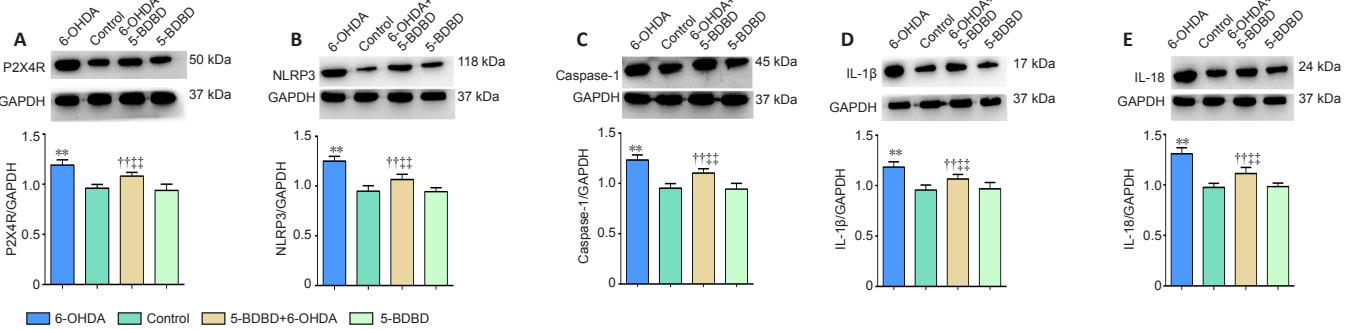 A
6-OHDA
Control
6-OHDA+
5-BDBD
5-BDBD
P2X4R
50 kDa
GAPDH
37 kDa
1.5
1.0
0.5
0
P2X4R/GAPDH
**
††‡‡
B
6-OHDA
Control
6-OHDA+
5-BDBD
5-BDBD
NLRP3
118 kDa
GAPDH
37 kDa
1.5
1.0
0.5
0
NLRP3/GAPDH
**
††‡‡
C
6-OHDA
Control
6-OHDA+
5-BDBD
5-BDBD
Caspase-1
45 kDa
GAPDH
37 kDa
1.5
1.0
0.5
0
Caspase-1/GAPDH
**
††‡‡
D
6-OHDA
Control
6-OHDA+
5-BDBD
5-BDBD
IL-1β
17 kDa
GAPDH
37 kDa
1.5
1.0
0.5
0
IL-1β/GAPDH
**
††‡‡
E
6-OHDA
Control
6-OHDA+
5-BDBD
5-BDBD
IL-18
24 kDa
GAPDH
37 kDa
1.5
1.0
0.5
0
IL-18/GAPDH
**
††‡‡
6-OHDA
Control
5-BDBD+6-OHDA
5-BDBD